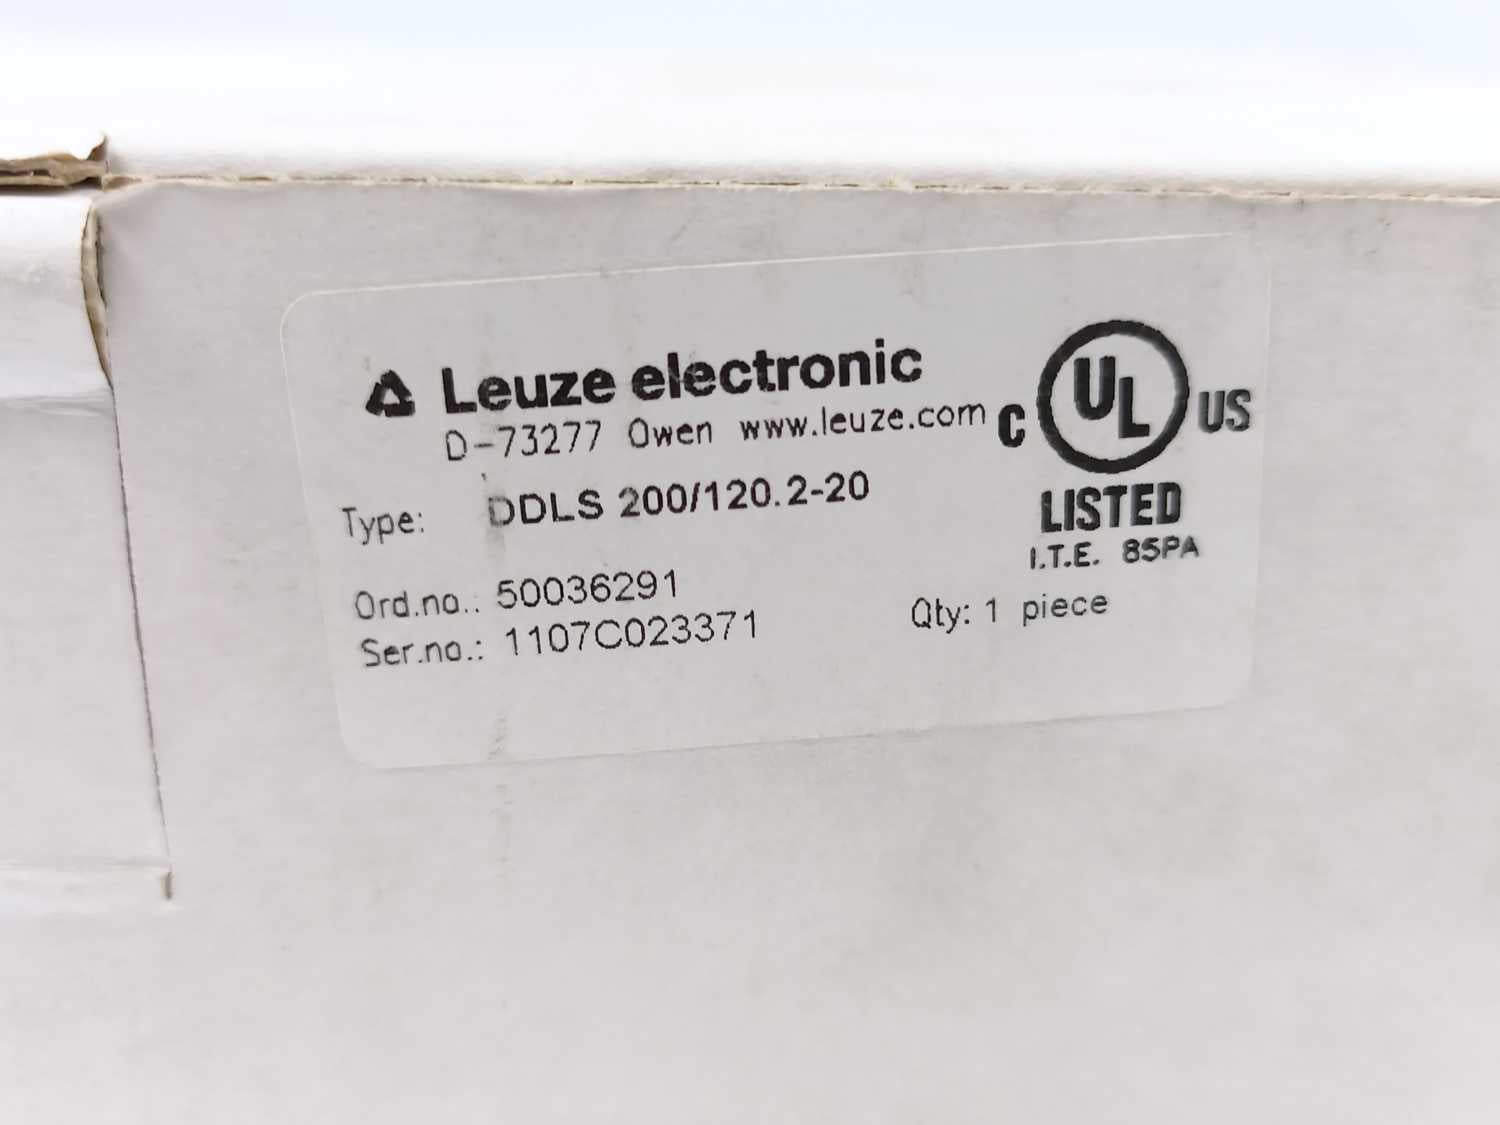 Leuze electronic
D-73277 Owen www.leuze.com
Type: DDLS 200/120.2-20
Ord.no.: 50036291
Ser.no.: 1107C023371
Qty: 1 piece
C UL US
LISTED
I.T.E. 85PA